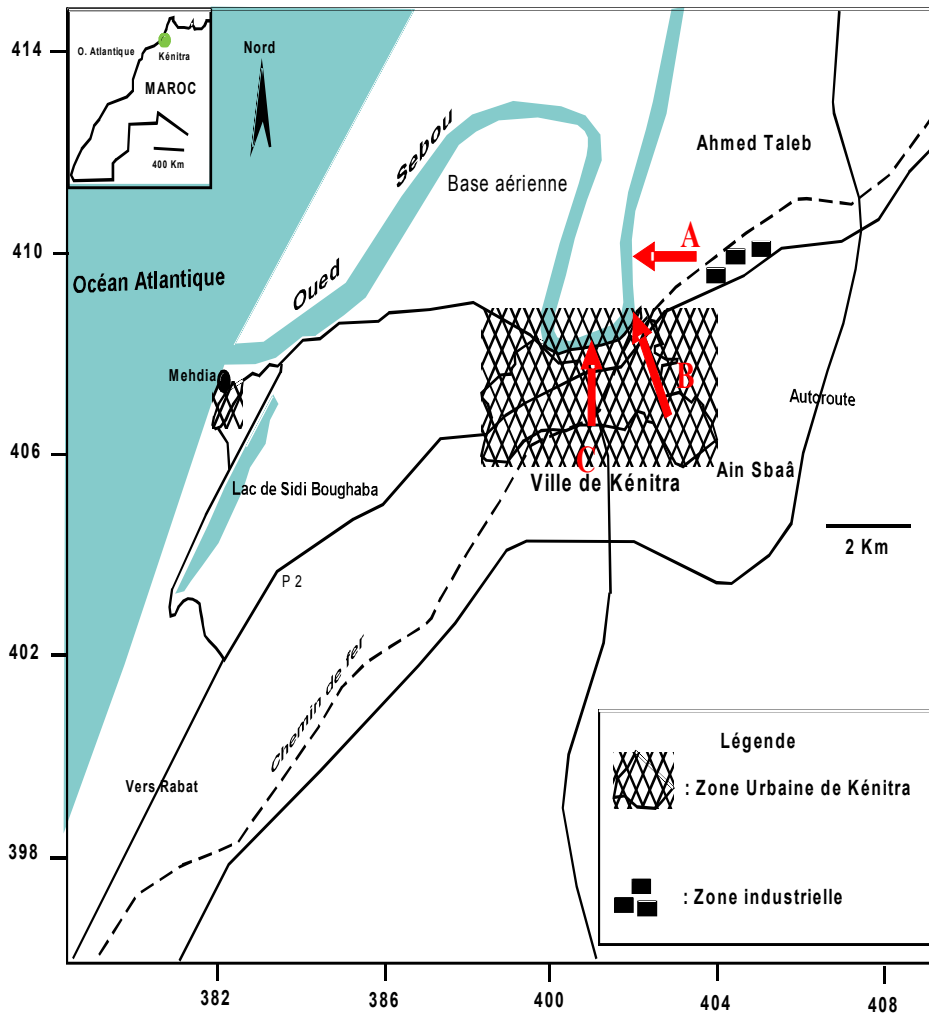 414
410
406
402
398
382
386
400
404
408
O. Atlantique
Kénitra
MAROC
400 Km
Nord
Océan Atlantique
Oued Sebou
Base aérienne
Ahmed Taleb
A
B
C
Mehdia
Lac de Sidi Boughaba
Ville de Kénitra
Ain Sbaâ
Autoroute
2 Km
P 2
Chemin de fer
Vers Rabat
Légende
: Zone Urbaine de Kénitra
: Zone industrielle